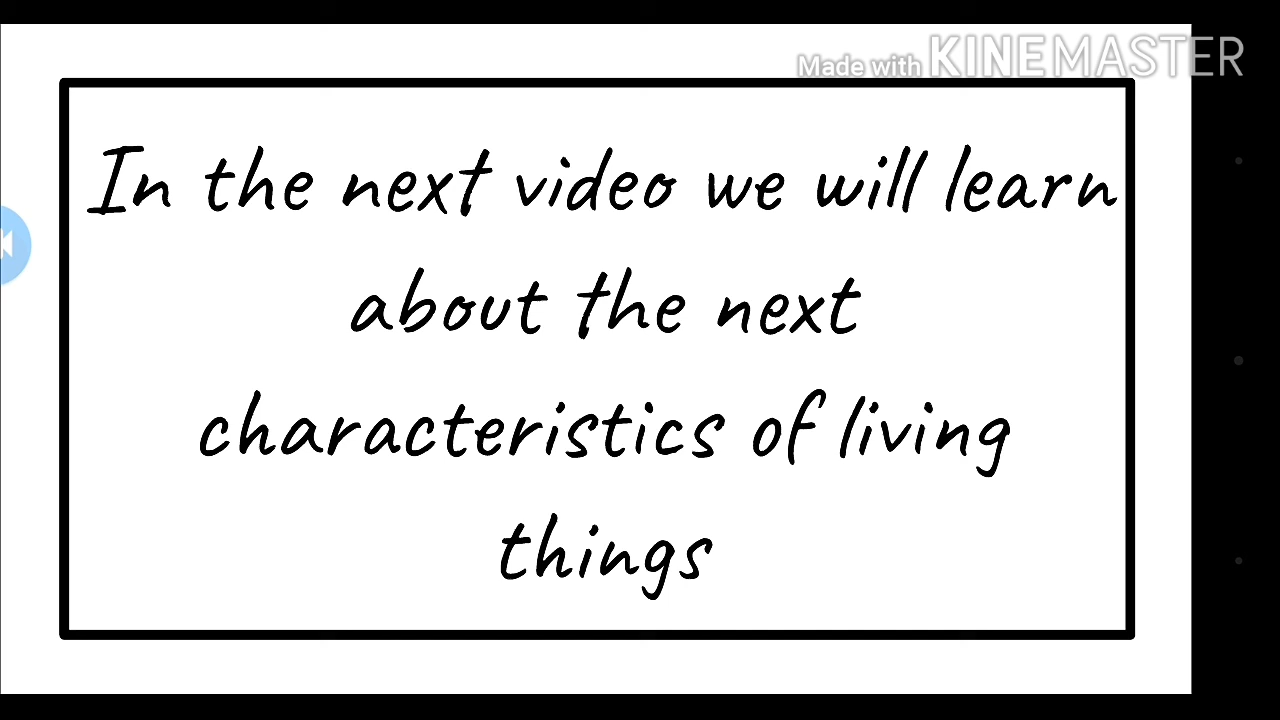 Made with KINEMASTER
In the next video we will learn
about the next
characteristics of living
things